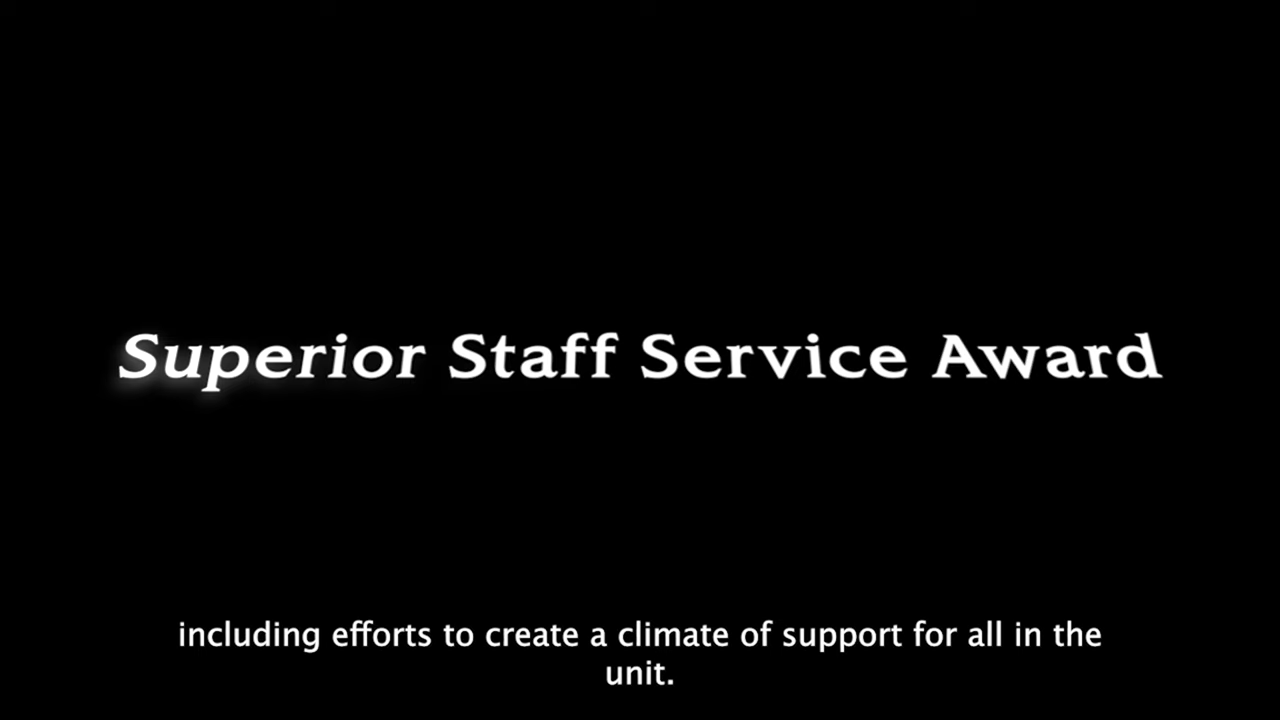 Superior Staff Service Award
including efforts to create a climate of support for all in the
unit.